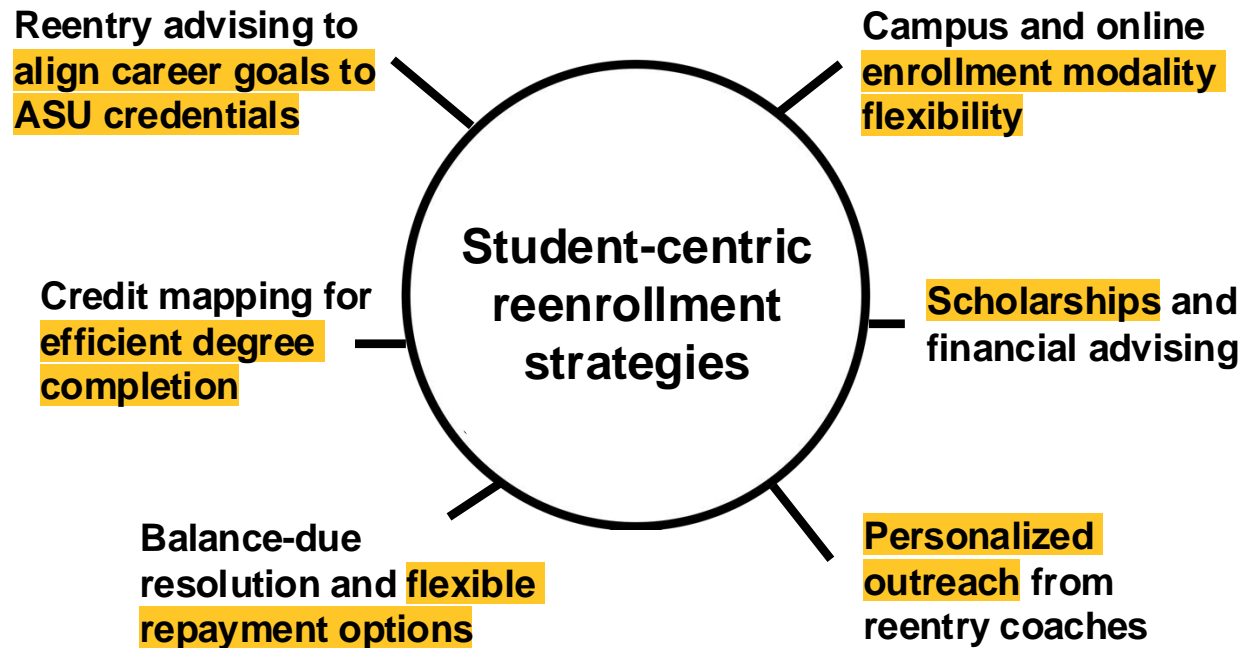 Reentry advising to
align career goals to
ASU credentials
Campus and online
enrollment modality
flexibility
Student-centric
reenrollment
strategies
Credit mapping for
efficient degree
completion
Scholarships and
financial advising
Balance-due
resolution and flexible
repayment options
Personalized
outreach from
reentry coaches